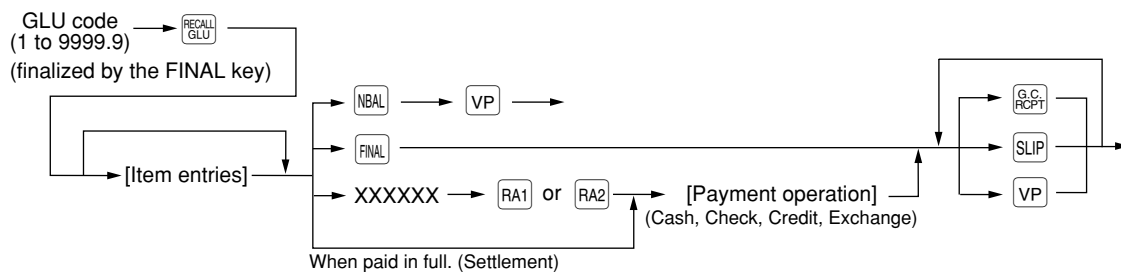 GLU code
(1 to 9999.9)
RECALL
GLU
(finalized by the FINAL key)
NBAL
VP
G.C.
RCPT
FINAL
SLIP
[Item entries]
XXXXXX
RA1 or RA2
[Payment operation]
VP
(Cash, Check, Credit, Exchange)
When paid in full. (Settlement)